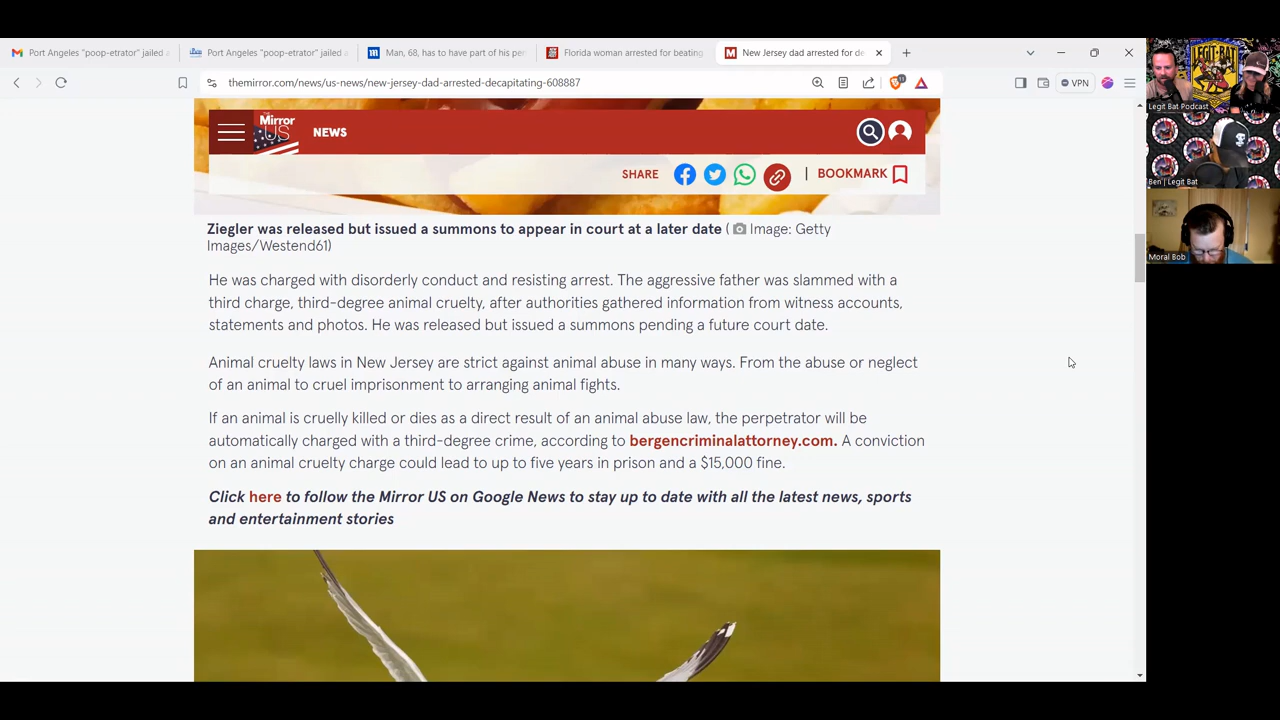 Port Angeles "poop-etrator" jailed a
Port Angeles "poop-etrator" jailed a
Man, 68, has to have part of his pe
Florida woman arrested for beating
New Jersey dad arrested for de
themirror.com/news/us-news/new-jersey-dad-arrested-decapitating-608887
VPN
Mirror
US
NEWS
SHARE
BOOKMARK
Ziegler was released but issued a summons to appear in court at a later date ( Image: Getty
Images/Westend61)
He was charged with disorderly conduct and resisting arrest. The aggressive father was slammed with a
third charge, third-degree animal cruelty, after authorities gathered information from witness accounts,
statements and photos. He was released but issued a summons pending a future court date.
Animal cruelty laws in New Jersey are strict against animal abuse in many ways. From the abuse or neglect
of an animal to cruel imprisonment to arranging animal fights.
If an animal is cruelly killed or dies as a direct result of an animal abuse law, the perpetrator will be
automatically charged with a third-degree crime, according to bergencriminalattorney.com. A conviction
on an animal cruelty charge could lead to up to five years in prison and a $15,000 fine.
Click here to follow the Mirror US on Google News to stay up to date with all the latest news, sports
and entertainment stories
LEGIT BAT
Legit Bat Podcast
Ben | Legit Bat
Moral Bob